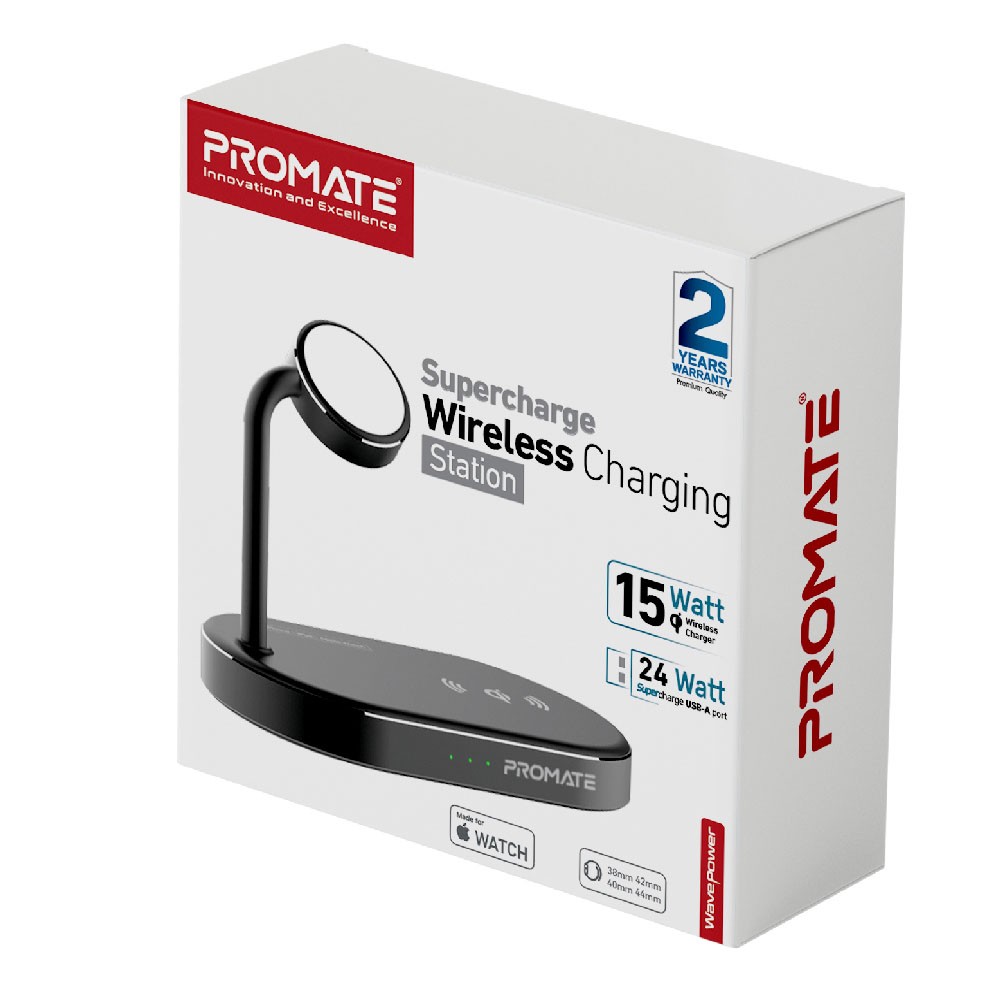 PROMATE®
Innovation and Excellence
2
YEARS
WARRANTY
Premium Quality
Supercharge
Wireless Charging
Station
15 Watt
Wireless
Charger
24 Watt
Supercharge USB-A port
PROMATE
Made for
WATCH
38mm 42mm
40mm 44mm
WavePower
PROMATE®